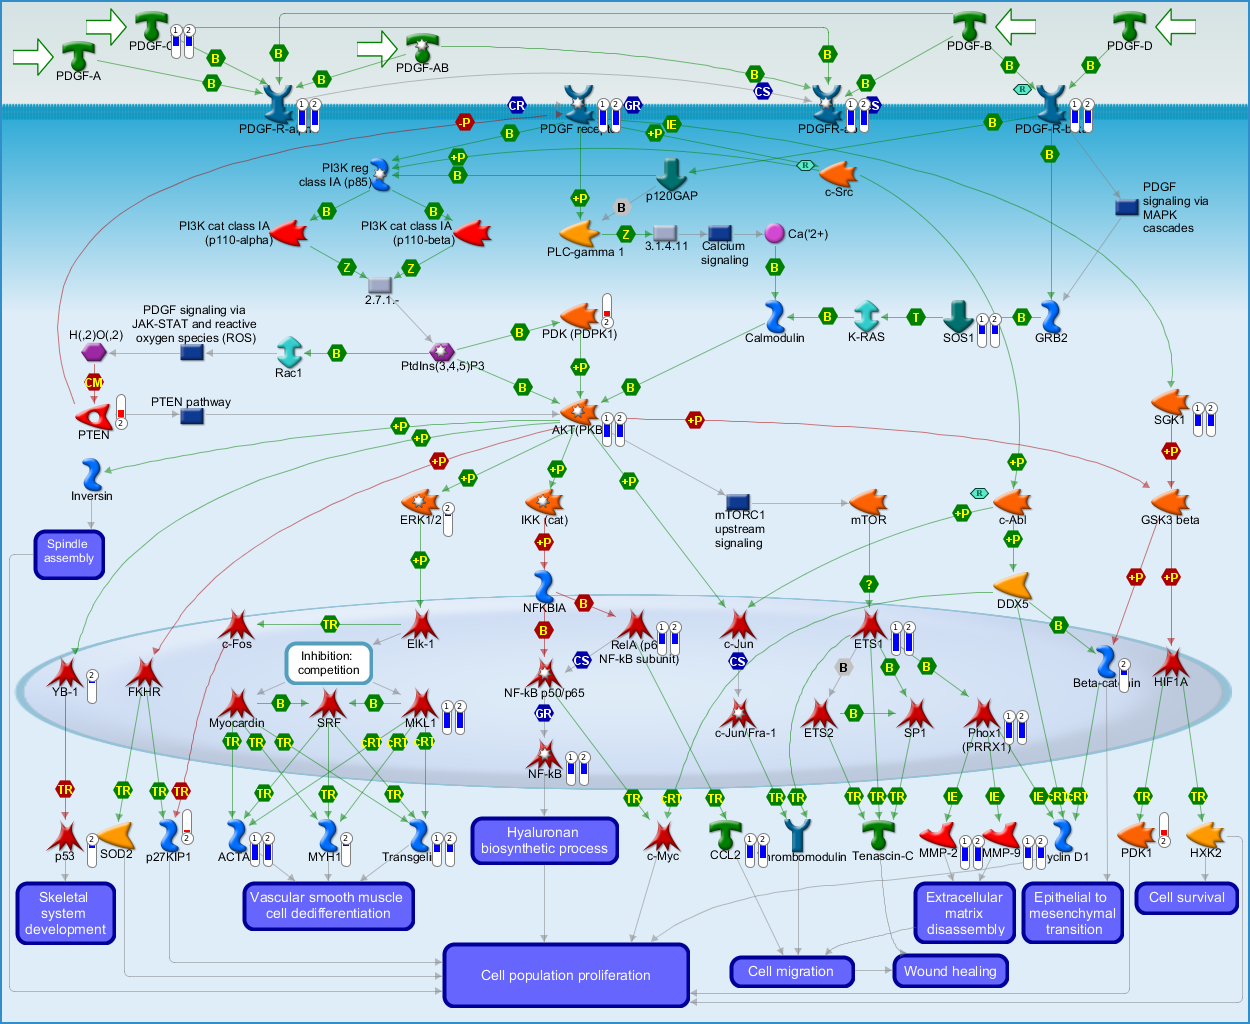 PDGF-C
PDGF-A
PDGF-AB
PDGF-B
PDGF-D
B
B
B
B
B
B
B
B
B
CS
R
CR
GR
CS
PDGF-R-alpha
PDGF recep
PDGFR-a
PDGF-R-beta
-P
B
+P
IE
B
B
+P
B
PI3K reg
class IA (p85)
R
c-Src
p120GAP
PDGF
signaling via
MAPK
cascades
B
B
+P
B
PI3K cat class IA
(p110-alpha)
PI3K cat class IA
(p110-beta)
PLC-gamma 1
Z
3.1.4.11
Calcium
signaling
Ca('2+)
Z
Z
B
2.7.1.-
PDGF signaling via
JAK-STAT and reactive
oxygen species (ROS)
H(,2)O(,2)
Rac1
B
PtdIns(3,4,5)P3
B
PDK (PDPK1)
Calmodulin
B
K-RAS
T
SOS1
B
GRB2
CM
B
+P
B
PTEN
PTEN pathway
AKT(PKB)
+P
SGK1
+P
+P
+P
+P
+P
+P
+P
+P
Inversin
ERK1/2
IKK (cat)
mTORC1
upstream
signaling
mTOR
R
+P
c-Abl
GSK3 beta
Spindle
assembly
+P
+P
+P
?
+P
+P
NFKBIA
B
DDX5
B
c-Fos
TR
Elk-1
B
RelA (p6
NF-kB subunit)
c-Jun
ETS1
Inhibition:
competition
CS
CS
B
B
B
YB-1
FKHR
NF-kB p50/p65
Beta-catenin
HIF1A
Myocardin
B
SRF
B
MKL1
GR
c-Jun/Fra-1
ETS2
B
SP1
Phox1
(PRRX1)
TR
TR
TR
cRT
cRT
cRT
NF-kB
TR
TR
TR
TR
TR
TR
TR
TR
TR
cRT
TR
TR
TR
TR
TR
TR
IE
IE
IE
cRT
cRT
TR
TR
p53
SOD2
p27KIP1
ACTA
MYH1
Transgelin
Hyaluronan
biosynthetic process
c-Myc
CCL2
hrombomodulin
Tenascin-C
MMP-2
MMP-9
yclin D1
PDK1
HXK2
Skeletal
system
development
Vascular smooth muscle
cell dedifferentiation
Extracellular
matrix
disassembly
Epithelial to
mesenchymal
transition
Cell survival
Cell population proliferation
Cell migration
Wound healing